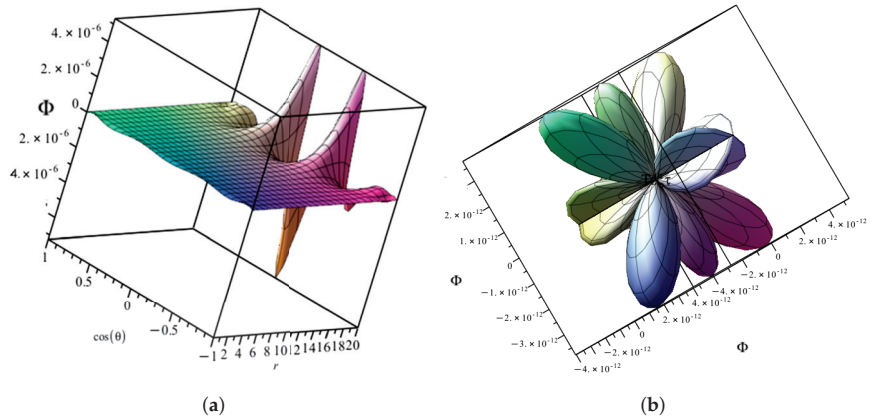 4. × 10⁻⁶
2. × 10⁻⁶
Φ
0
2. × 10⁻⁶
4. × 10⁻⁶
1
0.5
0
−0.5
−1
cos(θ)
2 4 6 8 10 12 14 16 18 20
r
(a)
2. × 10⁻¹²
1. × 10⁻¹²
0
−1. × 10⁻¹²
−2. × 10⁻¹²
−3. × 10⁻¹²
Φ
−4. × 10⁻¹²
−2. × 10⁻¹²
0
2. × 10⁻¹²
4. × 10⁻¹²
−4. × 10⁻¹²
−2. × 10⁻¹²
0
2. × 10⁻¹²
4. × 10⁻¹²
Φ
(b)